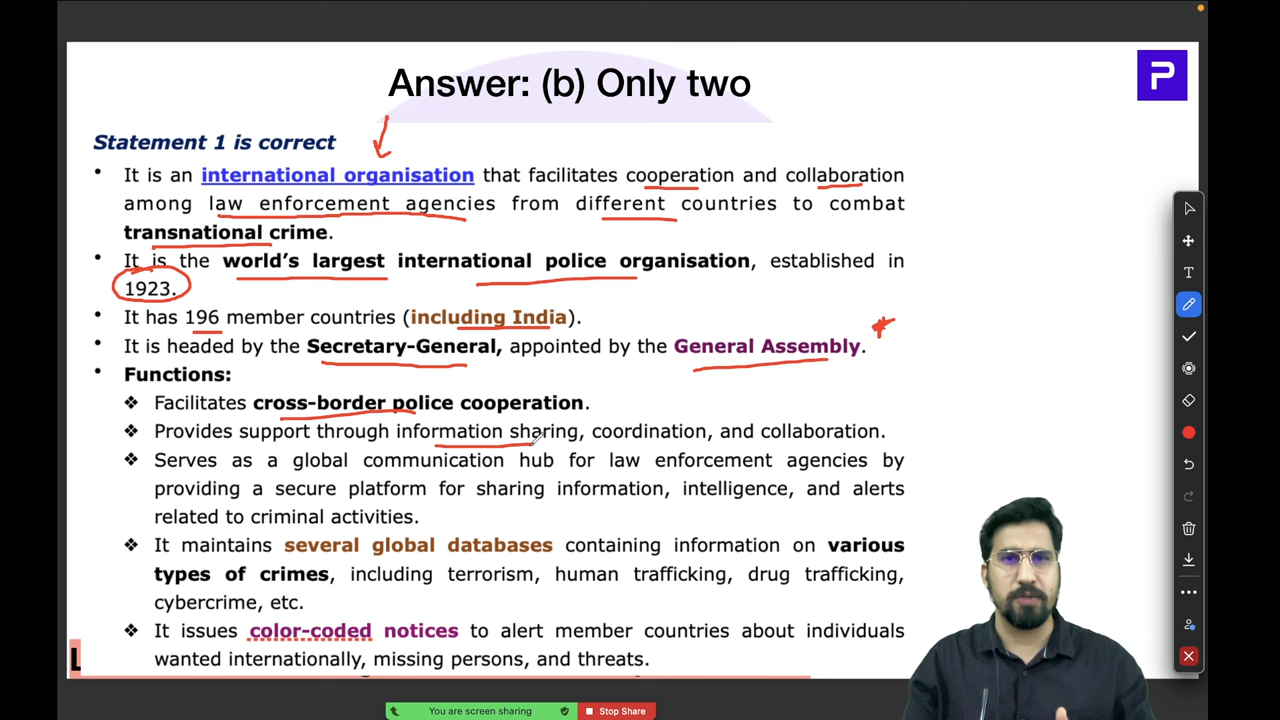 Answer: (b) Only two
P
Statement 1 is correct
• It is an international organisation that facilitates cooperation and collaboration
among law enforcement agencies from different countries to combat
transnational crime.
• It is the world's largest international police organisation, established in
1923.
• It has 196 member countries (including India).
• It is headed by the Secretary-General, appointed by the General Assembly.
• Functions:
❖ Facilitates cross-border police cooperation.
❖ Provides support through information sharing, coordination, and collaboration.
❖ Serves as a global communication hub for law enforcement agencies by
providing a secure platform for sharing information, intelligence, and alerts
related to criminal activities.
❖ It maintains several global databases containing information on various
types of crimes, including terrorism, human trafficking, drug trafficking,
cybercrime, etc.
❖ It issues color-coded notices to alert member countries about individuals
wanted internationally, missing persons, and threats.
T
You are screen sharing
Stop Share